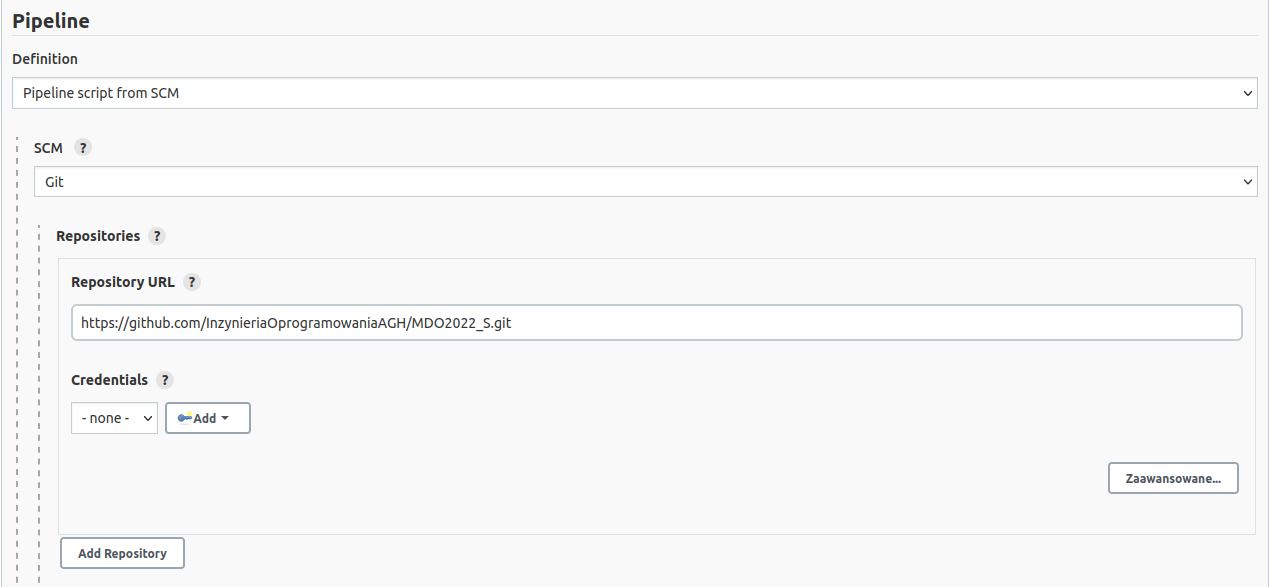 Pipeline
Definition
Pipeline script from SCM
SCM ?
Git
Repositories ?
Repository URL ?
https://github.com/InzynieriaOprogramowaniaAGH/MDO2022_S.git
Credentials ?
- none - Add
Zaawansowane...
Add Repository